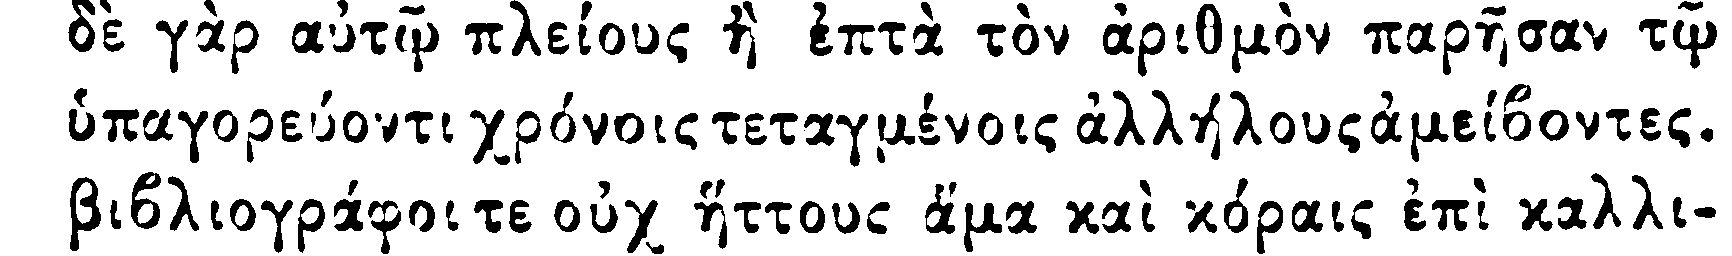 δὲ γὰρ αὐτῷ πλείους ἢ ἑπτὰ τὸν ἀριθμὸν παρῆσαν τῷ
ὑπαγορεύοντι χρόνοις τεταγμένοις ἀλλήλους ἀμείϐοντες.
βιϐλιογράφοι τε οὐχ ἥττους ἅμα καὶ κόραις ἐπὶ καλλι-